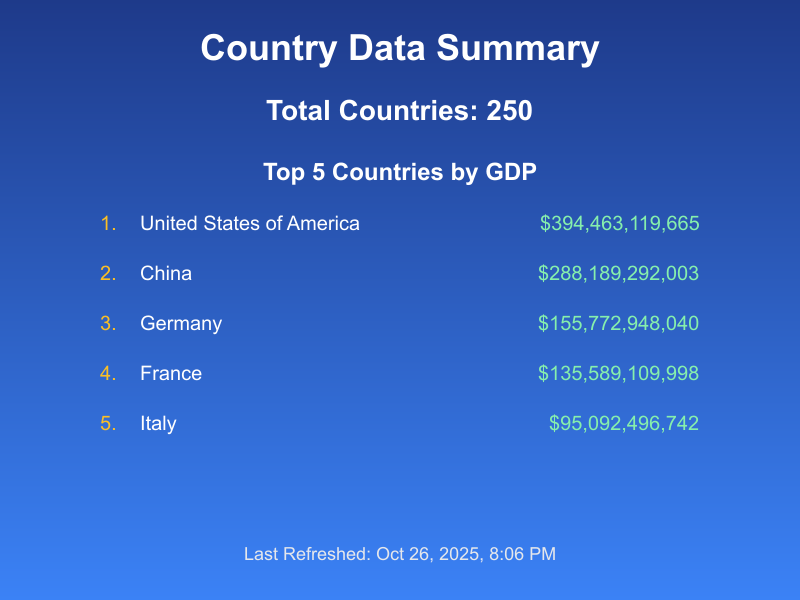 Country Data Summary
Total Countries: 250
Top 5 Countries by GDP
1. United States of America $394,463,119,665
2. China $288,189,292,003
3. Germany $155,772,948,040
4. France $135,589,109,998
5. Italy $95,092,496,742
Last Refreshed: Oct 26, 2025, 8:06 PM